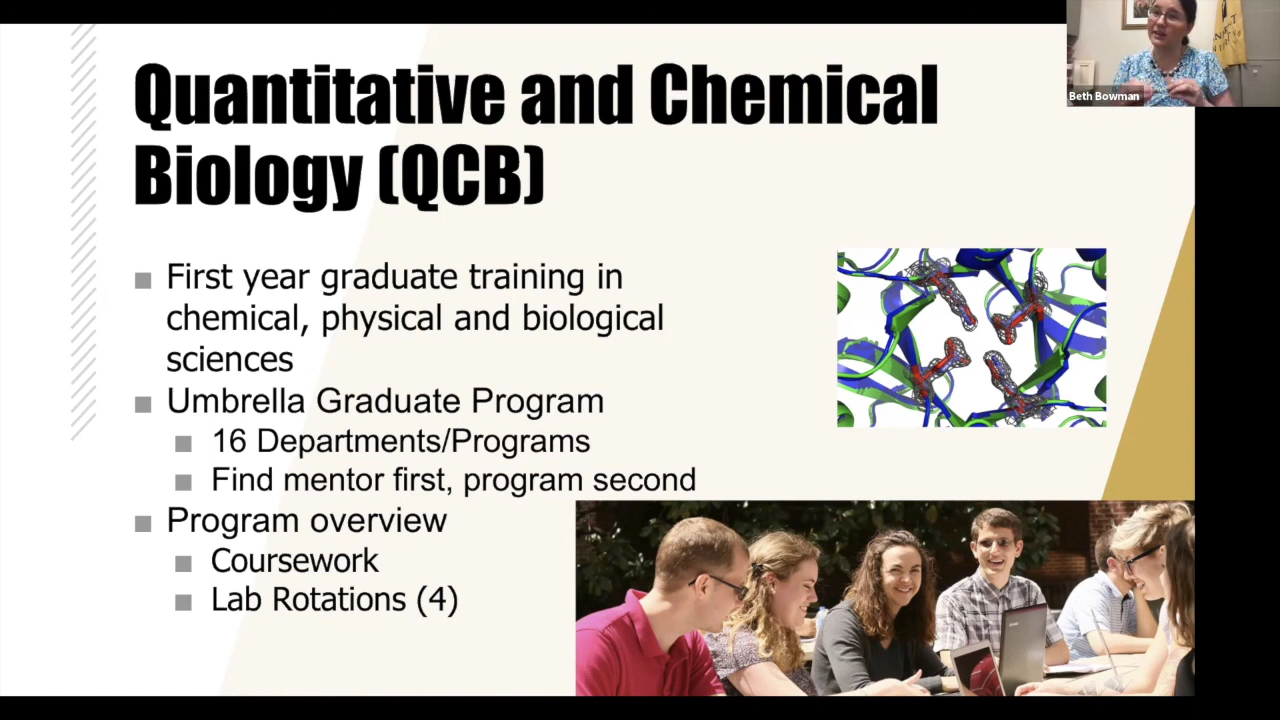 Quantitative and Chemical
Biology (QCB)
First year graduate training in
chemical, physical and biological
sciences
Umbrella Graduate Program
16 Departments/Programs
Find mentor first, program second
Program overview
Coursework
Lab Rotations (4)
Beth Bowman